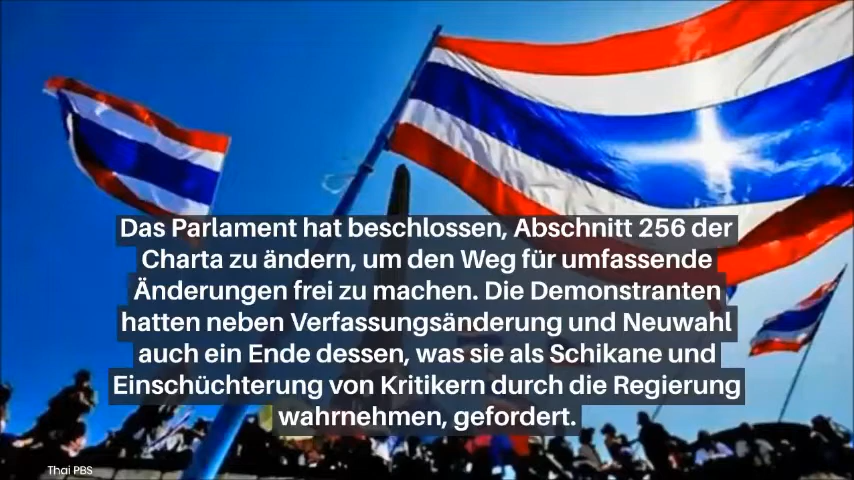 Das Parlament hat beschlossen, Abschnitt 256 der
Charta zu ändern, um den Weg für umfassende
Änderungen frei zu machen. Die Demonstranten
hatten neben Verfassungsänderung und Neuwahl
auch ein Ende dessen, was sie als Schikane und
Einschüchterung von Kritikern durch die Regierung
wahrnehmen, gefordert.
Thai PBS